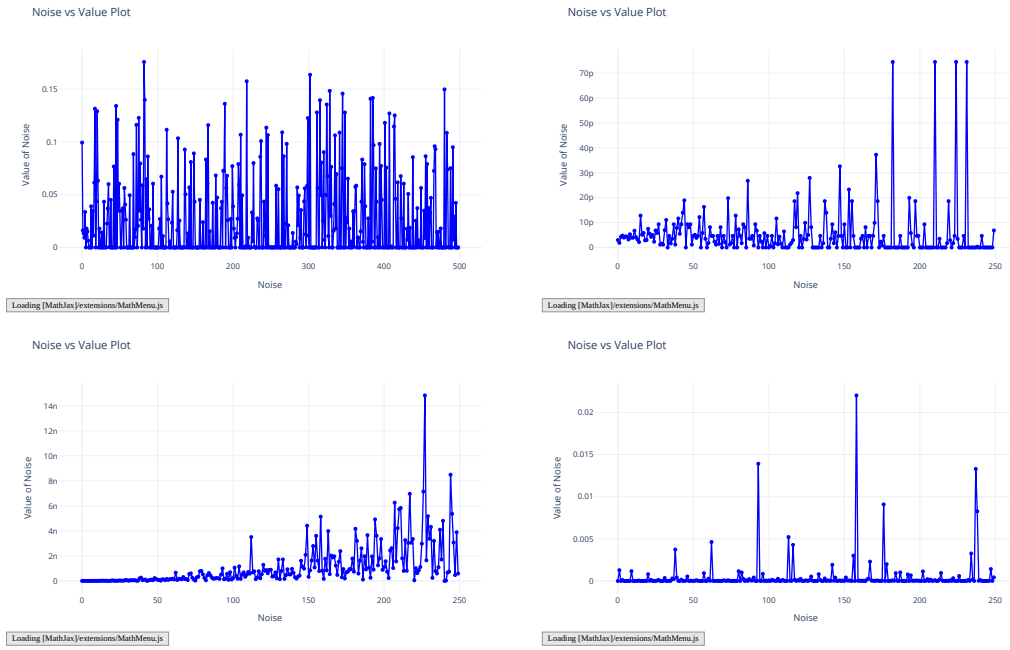 Noise vs Value Plot
0.15
0.1
0.05
0
0 100 200 300 400 500
Value of Noise
Noise
Loading [MathJax]/extensions/MathMenu.js
Noise vs Value Plot
70p
60p
50p
40p
30p
20p
10p
0
0 50 100 150 200 250
Value of Noise
Noise
Loading [MathJax]/extensions/MathMenu.js
Noise vs Value Plot
14n
12n
10n
8n
6n
4n
2n
0
0 50 100 150 200 250
Value of Noise
Noise
Loading [MathJax]/extensions/MathMenu.js
Noise vs Value Plot
0.02
0.015
0.01
0.005
0
0 50 100 150 200 250
Value of Noise
Noise
Loading [MathJax]/extensions/MathMenu.js